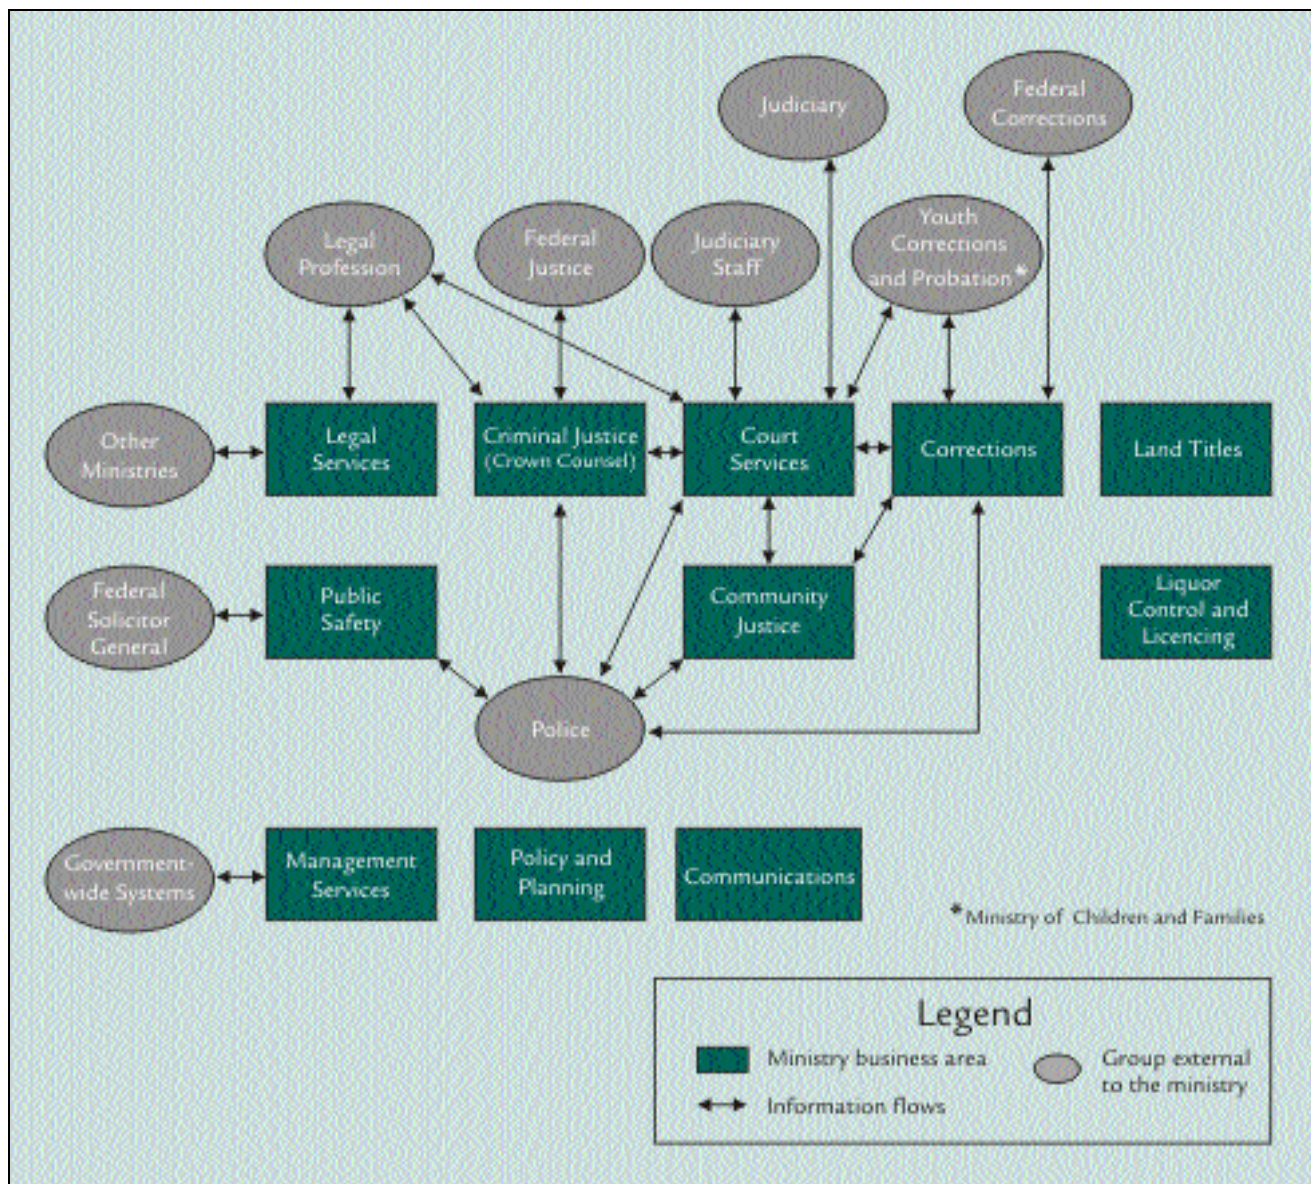 Judiciary
Federal
Corrections
Legal
Profession
Federal
Justice
Judiciary
Staff
Youth
Corrections
and Probation*
Other
Ministries
Legal
Services
Criminal Justice
(Crown Counsel)
Court
Services
Corrections
Land Titles
Federal
Solicitor
General
Public
Safety
Community
Justice
Liquor
Control and
Licencing
Police
Government-
wide Systems
Management
Services
Policy and
Planning
Communications
*Ministry of Children and Families
Legend
Ministry business area
Group external
to the ministry
Information flows